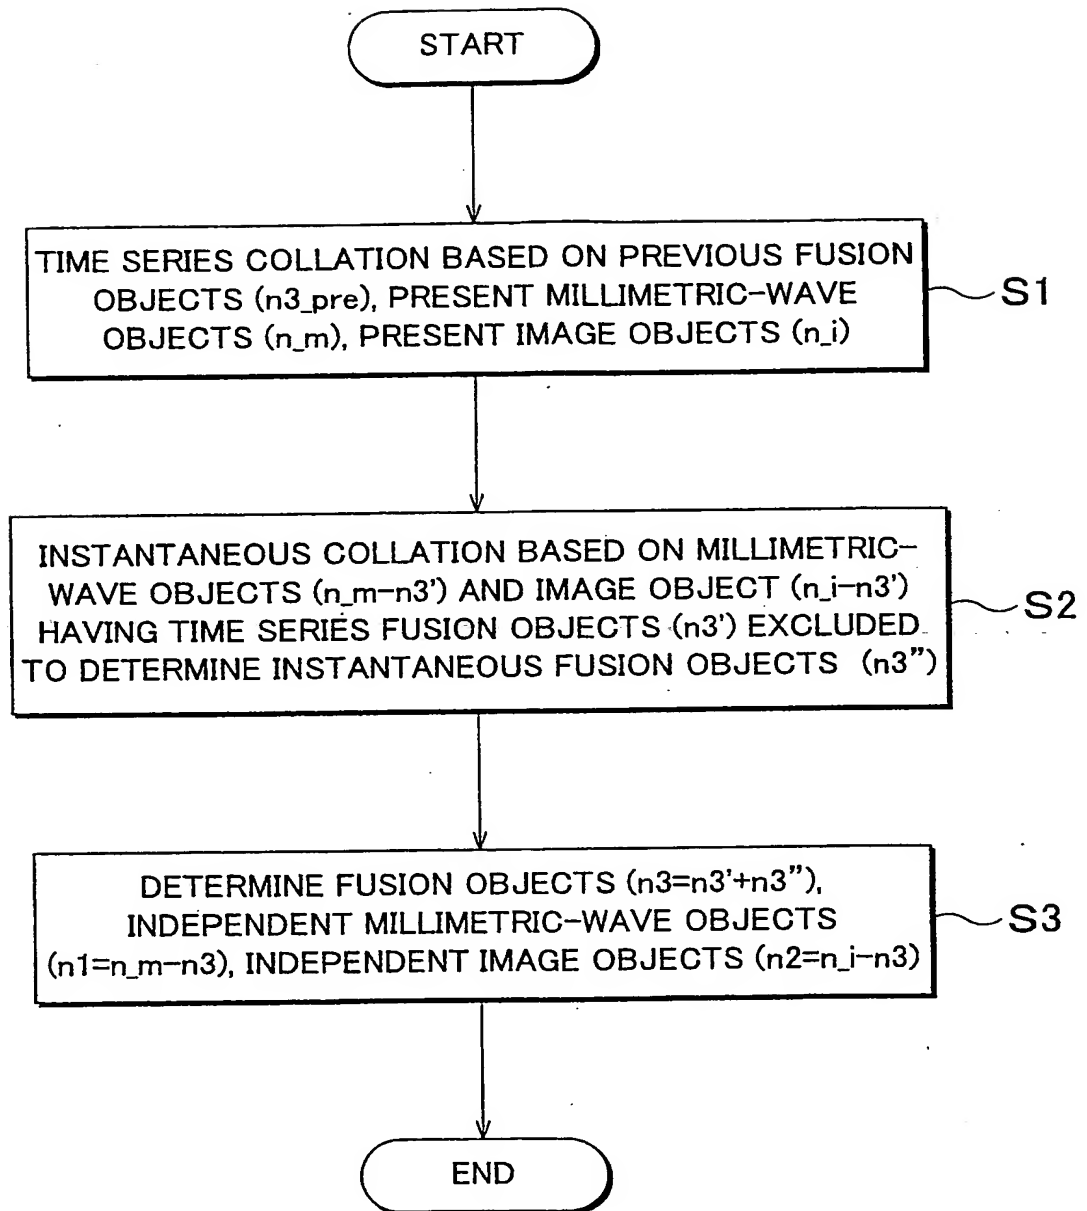 START
TIME SERIES COLLATION BASED ON PREVIOUS FUSION
OBJECTS (n3_pre), PRESENT MILLIMETRIC-WAVE
OBJECTS (n_m), PRESENT IMAGE OBJECTS (n_i)
S1
INSTANTANEOUS COLLATION BASED ON MILLIMETRIC-
WAVE OBJECTS (n_m-n3') AND IMAGE OBJECT (n_i-n3')
HAVING TIME SERIES FUSION OBJECTS (n3') EXCLUDED
TO DETERMINE INSTANTANEOUS FUSION OBJECTS (n3")
S2
DETERMINE FUSION OBJECTS (n3=n3'+n3"),
INDEPENDENT MILLIMETRIC-WAVE OBJECTS
(n1=n_m-n3), INDEPENDENT IMAGE OBJECTS (n2=n_i-n3)
S3
END